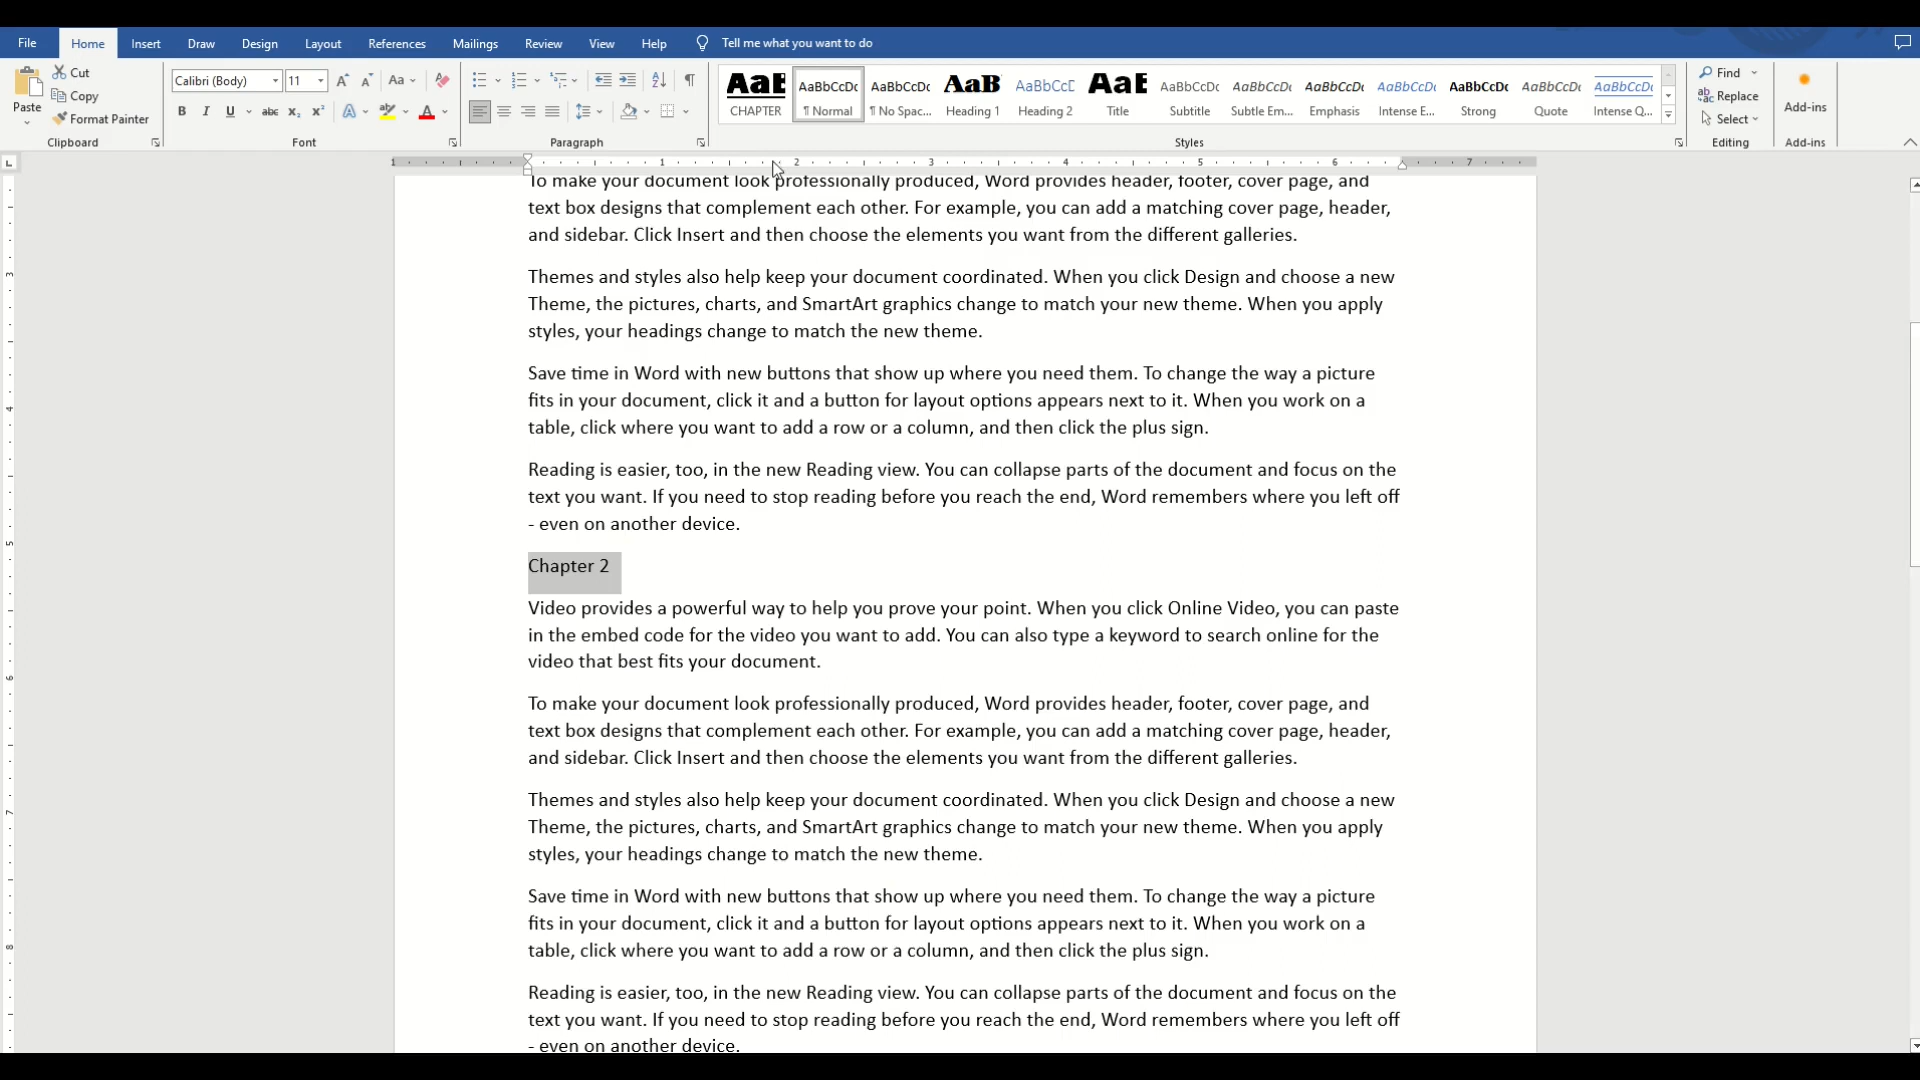 File Home Insert Draw Design Layout References Mailings Review View Help Tell me what you want to do
Paste Cut
Copy
Format Painter
Clipboard
Calibri (Body) 11 A A Aa
B I U abc x₂ x² A A
Font
Paragraph
AaB CHAPTER
AaBbCcDc ¶ Normal
AaBbCcDc ¶ No Spac...
AaB Heading 1
AaBbCcD Heading 2
AaB Title
AaBbCcDc Subtitle
AaBbCcDc Subtle Em...
AaBbCcDc Emphasis
AaBbCcDc Intense E...
AaBbCcDc Strong
AaBbCcDc Quote
AaBbCcDc Intense Q...
Styles
Find
Replace
Select
Editing
Add-ins
Add-ins
1 1 2 3 4 5 6 7
3
4
5
6
7
8
To make your document look professionally produced, Word provides header, footer, cover page, and
text box designs that complement each other. For example, you can add a matching cover page, header,
and sidebar. Click Insert and then choose the elements you want from the different galleries.
Themes and styles also help keep your document coordinated. When you click Design and choose a new
Theme, the pictures, charts, and SmartArt graphics change to match your new theme. When you apply
styles, your headings change to match the new theme.
Save time in Word with new buttons that show up where you need them. To change the way a picture
fits in your document, click it and a button for layout options appears next to it. When you work on a
table, click where you want to add a row or a column, and then click the plus sign.
Reading is easier, too, in the new Reading view. You can collapse parts of the document and focus on the
text you want. If you need to stop reading before you reach the end, Word remembers where you left off
- even on another device.
Chapter 2
Video provides a powerful way to help you prove your point. When you click Online Video, you can paste
in the embed code for the video you want to add. You can also type a keyword to search online for the
video that best fits your document.
To make your document look professionally produced, Word provides header, footer, cover page, and
text box designs that complement each other. For example, you can add a matching cover page, header,
and sidebar. Click Insert and then choose the elements you want from the different galleries.
Themes and styles also help keep your document coordinated. When you click Design and choose a new
Theme, the pictures, charts, and SmartArt graphics change to match your new theme. When you apply
styles, your headings change to match the new theme.
Save time in Word with new buttons that show up where you need them. To change the way a picture
fits in your document, click it and a button for layout options appears next to it. When you work on a
table, click where you want to add a row or a column, and then click the plus sign.
Reading is easier, too, in the new Reading view. You can collapse parts of the document and focus on the
text you want. If you need to stop reading before you reach the end, Word remembers where you left off
- even on another device.